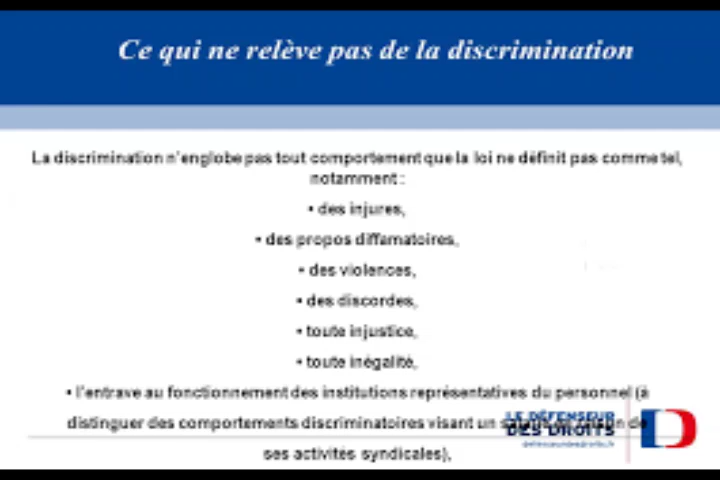 Ce qui ne relève pas de la discrimination
La discrimination n'englobe pas tout comportement que la loi ne définit pas comme tel,
notamment :
• des injures,
• des propos diffamatoires,
• des violences,
• des discordes,
• toute injustice,
• toute inégalité,
• l'entrave au fonctionnement des institutions représentatives du personnel (à
distinguer des comportements discriminatoires visant un de
ses activités syndicales),
LE DÉFENSEUR
DES DROITS
defenseurdesdroits.fr